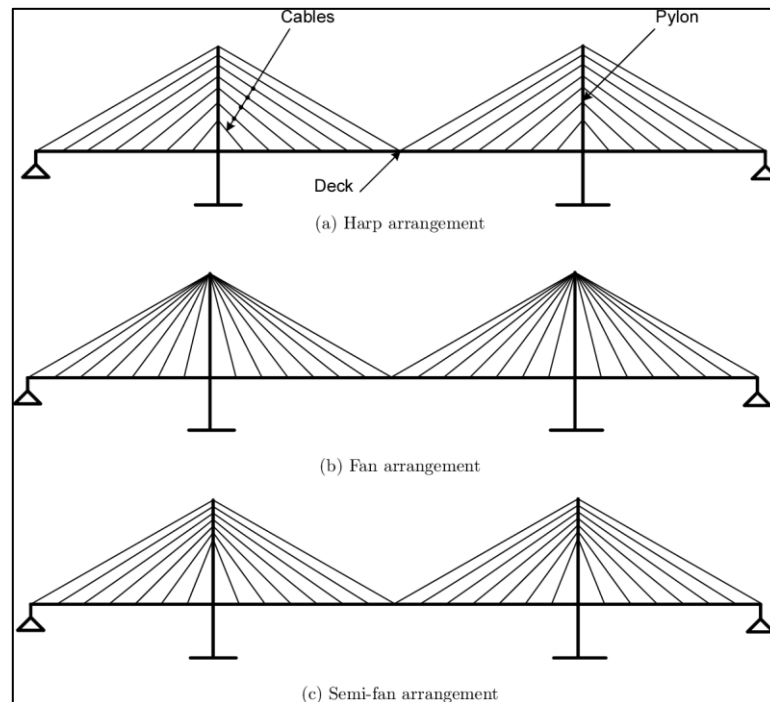 Cables
Pylon
Deck
(a) Harp arrangement
(b) Fan arrangement
(c) Semi-fan arrangement